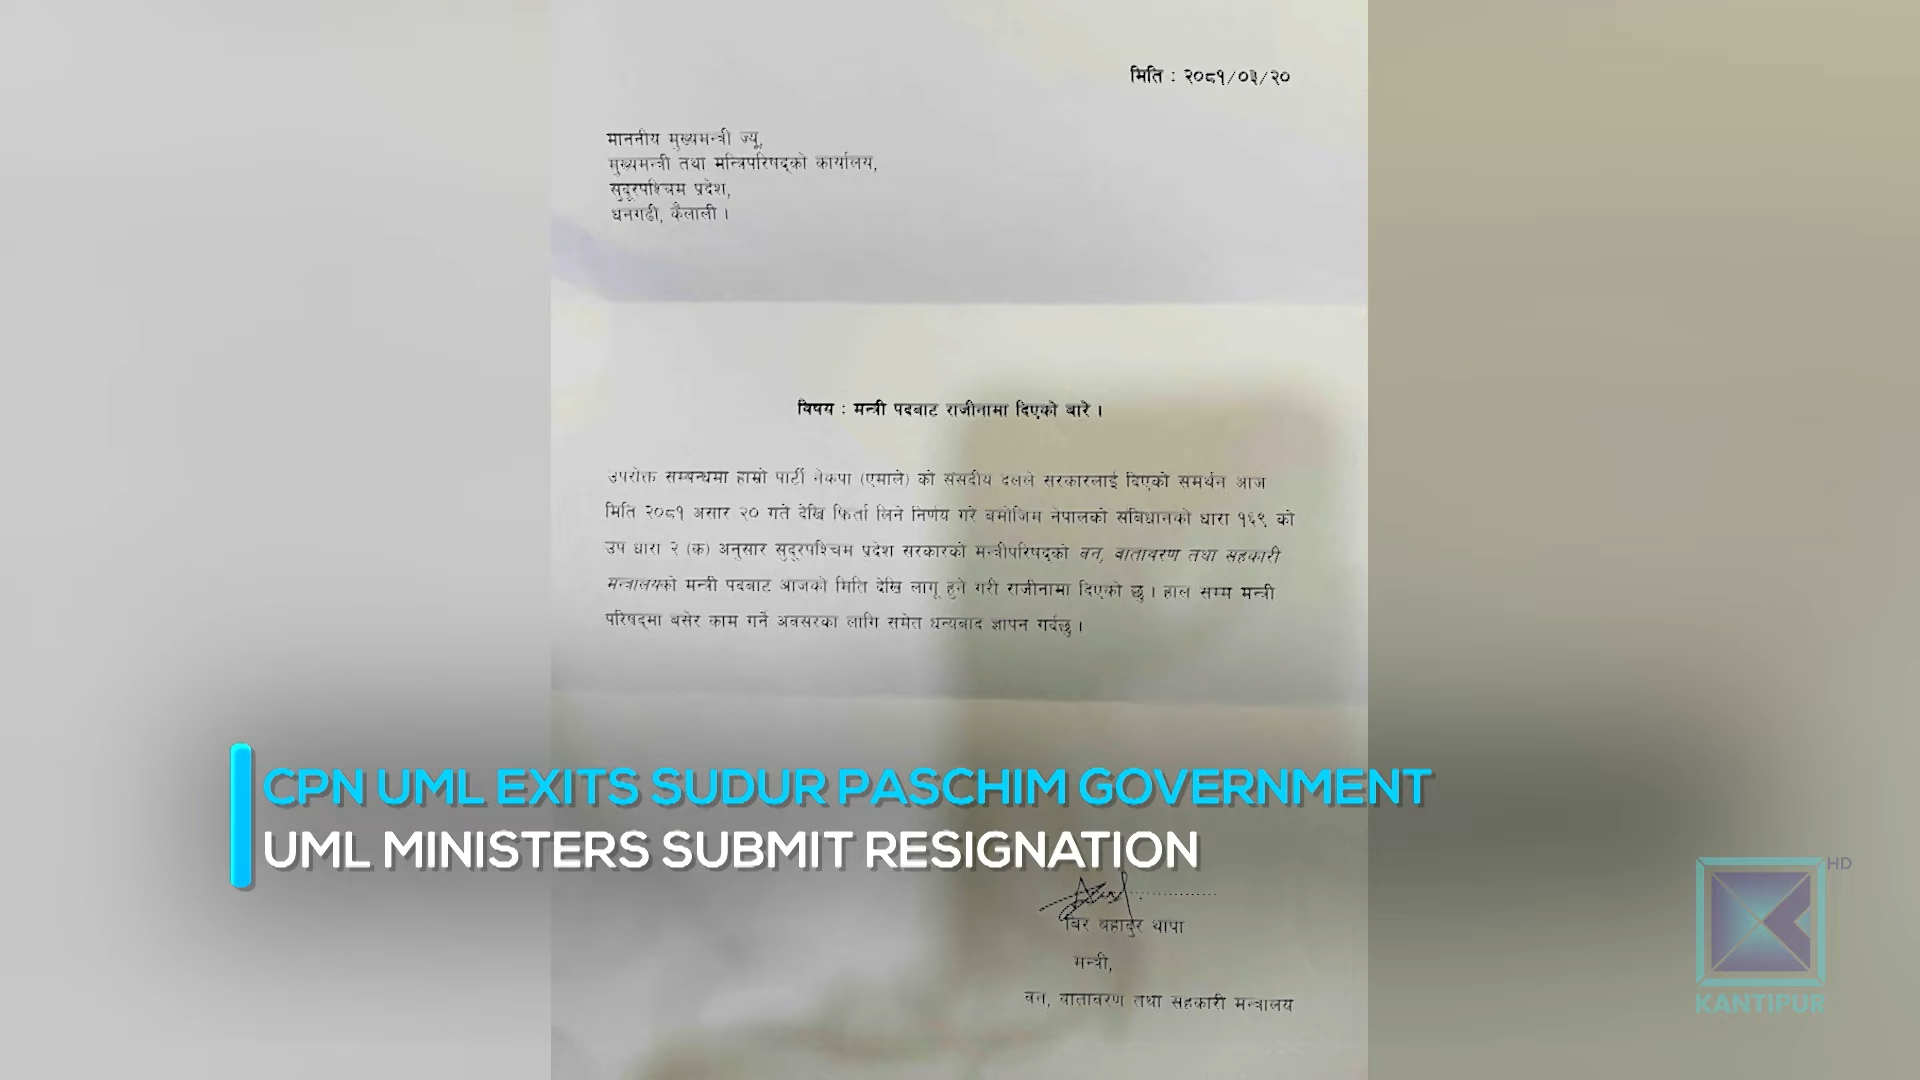 मिति : २०८१/०३/२०
माननीय मुख्यमन्त्री ज्यू,
मुख्यमन्त्री तथा मन्त्रिपरिषद्को कार्यालय,
सुदूरपश्चिम प्रदेश,
धनगढी, कैलाली ।
विषय : मन्त्री पदबाट राजीनामा दिएको बारे ।
उपरोक्त सम्बन्धमा हाम्रो पार्टी नेकपा (एमाले) को संसदीय दलले सरकारलाई दिएको समर्थन आज
मिति २०८१ असार २० गते देखि फिर्ता लिने निर्णय गरे बमोजिम नेपालको संबिधानको धारा १६९ को
उप धारा २ (क) अनुसार सुदूरपश्चिम प्रदेश सरकारको मन्त्रीपरिषद्को वन, वातावरण तथा सहकारी
मन्त्रालयको मन्त्री पदबाट आजको मिति देखि लागू हुने गरी राजीनामा दिएको छु । हाल सम्म मन्त्री
परिषद्मा बसेर काम गर्ने अवसरका लागि समेत धन्यबाद ज्ञापन गर्दछु ।
CPN UML EXITS SUDUR PASCHIM GOVERNMENT
UML MINISTERS SUBMIT RESIGNATION
बिर बहादुर थापा
मन्त्री,
वन, वातावरण तथा सहकारी मन्त्रालय
HD
KANTIPUR